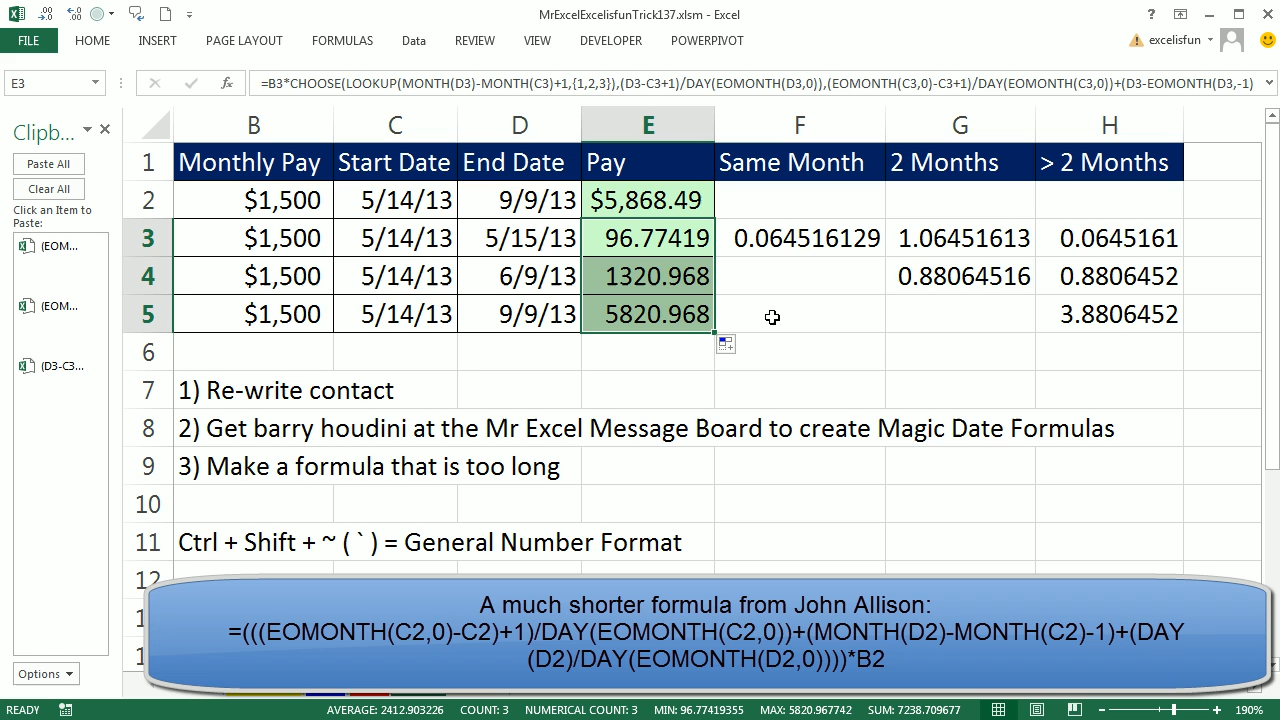 MrExcelExcelisfunTrick137.xlsm - Excel
FILE HOME INSERT PAGE LAYOUT FORMULAS Data REVIEW VIEW DEVELOPER POWERPIVOT excelisfun
E3 fx =B3*CHOOSE(LOOKUP(MONTH(D3)-MONTH(C3)+1,{1,2,3}),(D3-C3+1)/DAY(EOMONTH(D3,0)),(EOMONTH(C3,0)-C3+1)/DAY(EOMONTH(C3,0))+(D3-EOMONTH(D3,-1)
Clipb...
Paste All
Clear All
Click an Item to
Paste:
(EOM...
(EOM...
(D3-C3...
Options
B C D E F G H
1 Monthly Pay Start Date End Date Pay Same Month 2 Months > 2 Months
2 $1,500 5/14/13 9/9/13 $5,868.49
3 $1,500 5/14/13 5/15/13 96.77419 0.064516129 1.06451613 0.0645161
4 $1,500 5/14/13 6/9/13 1320.968 0.88064516 0.8806452
5 $1,500 5/14/13 9/9/13 5820.968 3.8806452
6
7 1) Re-write contact
8 2) Get barry houdini at the Mr Excel Message Board to create Magic Date Formulas
9 3) Make a formula that is too long
10
11 Ctrl + Shift + ~ ( ` ) = General Number Format
12
A much shorter formula from John Allison:
=(((EOMONTH(C2,0)-C2)+1)/DAY(EOMONTH(C2,0))+(MONTH(D2)-MONTH(C2)-1)+(DAY
(D2)/DAY(EOMONTH(D2,0))))*B2
READY AVERAGE: 2412.903226 COUNT: 3 NUMERICAL COUNT: 3 MIN: 96.77419355 MAX: 5820.967742 SUM: 7238.709677 190%